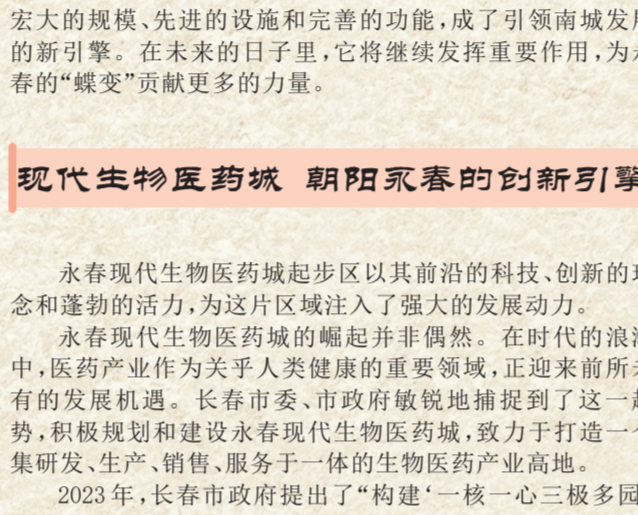 宏大的规模、先进的设施和完善的功能,成了引领南城发展
的新引擎。在未来的日子里,它将继续发挥重要作用,为永
春的“蝶变”贡献更多的力量。
现代生物医药城 朝阳永春的创新引擎
永春现代生物医药城起步区以其前沿的科技、创新的理
念和蓬勃的活力,为这片区域注入了强大的发展动力。
永春现代生物医药城的崛起并非偶然。在时代的浪潮
中,医药产业作为关乎人类健康的重要领域,正迎来前所未
有的发展机遇。长春市委、市政府敏锐地捕捉到了这一趋
势,积极规划和建设永春现代生物医药城,致力于打造一个
集研发、生产、销售、服务于一体的生物医药产业高地。
2023年,长春市政府提出了“构建‘一核一心三极多园